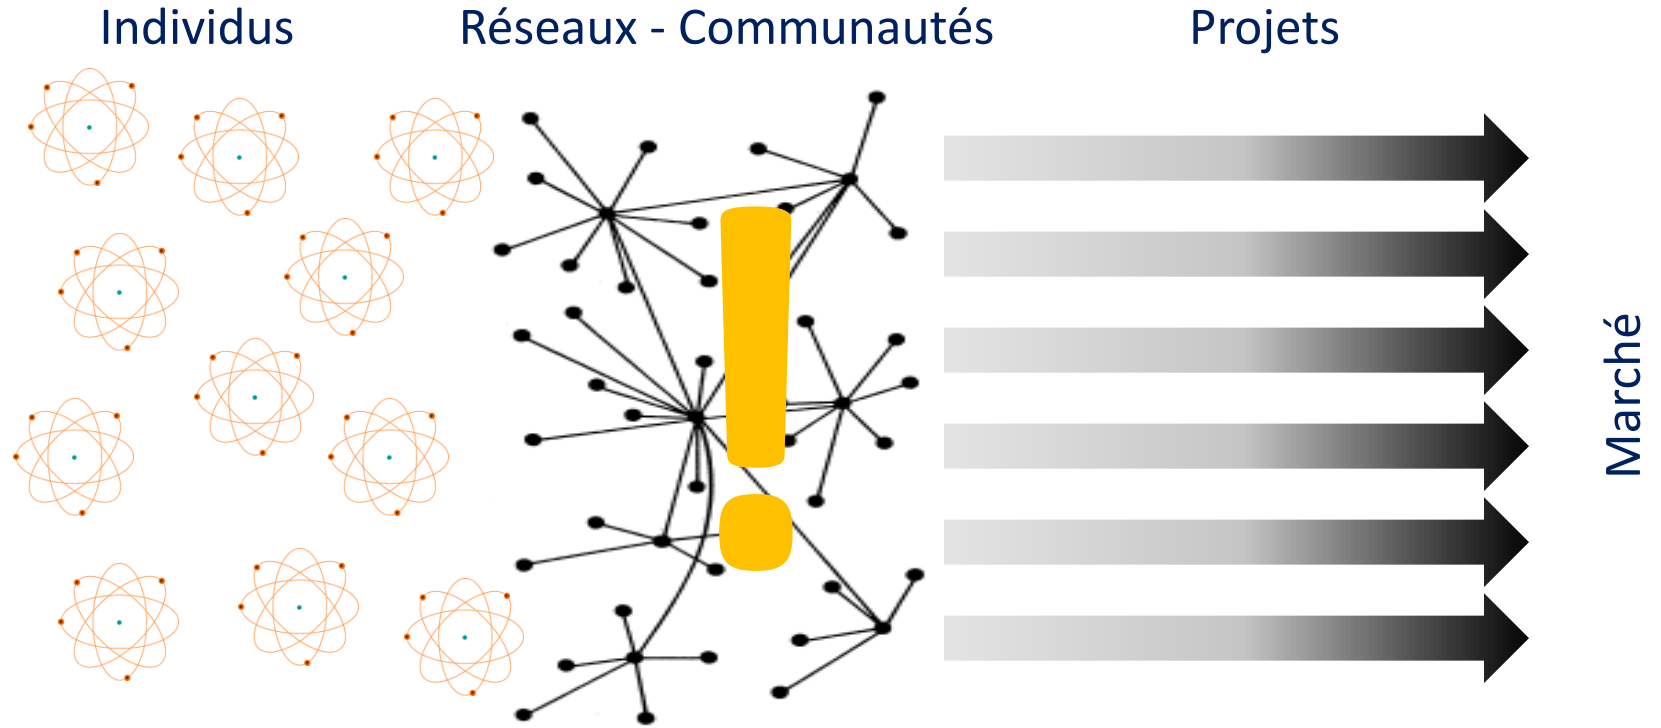 Individus
Réseaux - Communautés
Projets
Marché